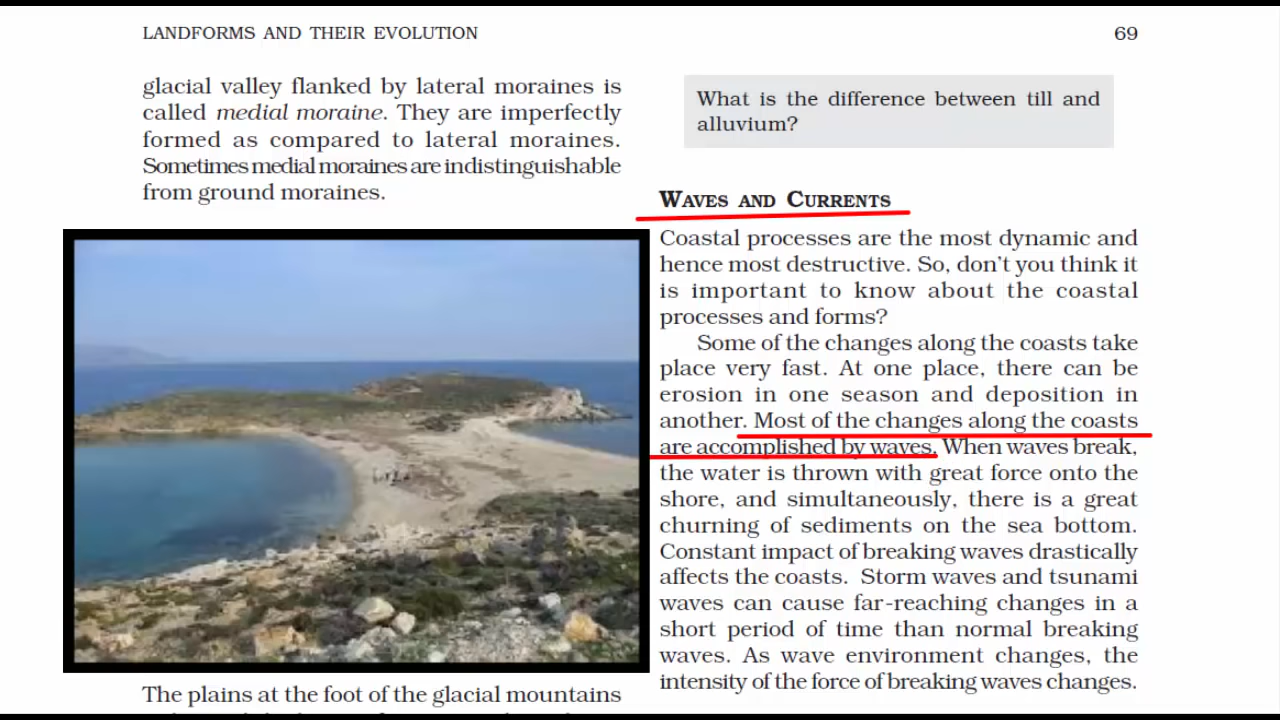 LANDFORMS AND THEIR EVOLUTION
69
glacial valley flanked by lateral moraines is
called medial moraine. They are imperfectly
formed as compared to lateral moraines.
Sometimes medial moraines are indistinguishable
from ground moraines.
The plains at the foot of the glacial mountains
What is the difference between till and
alluvium?
WAVES AND CURRENTS
Coastal processes are the most dynamic and
hence most destructive. So, don't you think it
is important to know about the coastal
processes and forms?
Some of the changes along the coasts take
place very fast. At one place, there can be
erosion in one season and deposition in
another. Most of the changes along the coasts
are accomplished by waves. When waves break,
the water is thrown with great force onto the
shore, and simultaneously, there is a great
churning of sediments on the sea bottom.
Constant impact of breaking waves drastically
affects the coasts. Storm waves and tsunami
waves can cause far-reaching changes in a
short period of time than normal breaking
waves. As wave environment changes, the
intensity of the force of breaking waves changes.